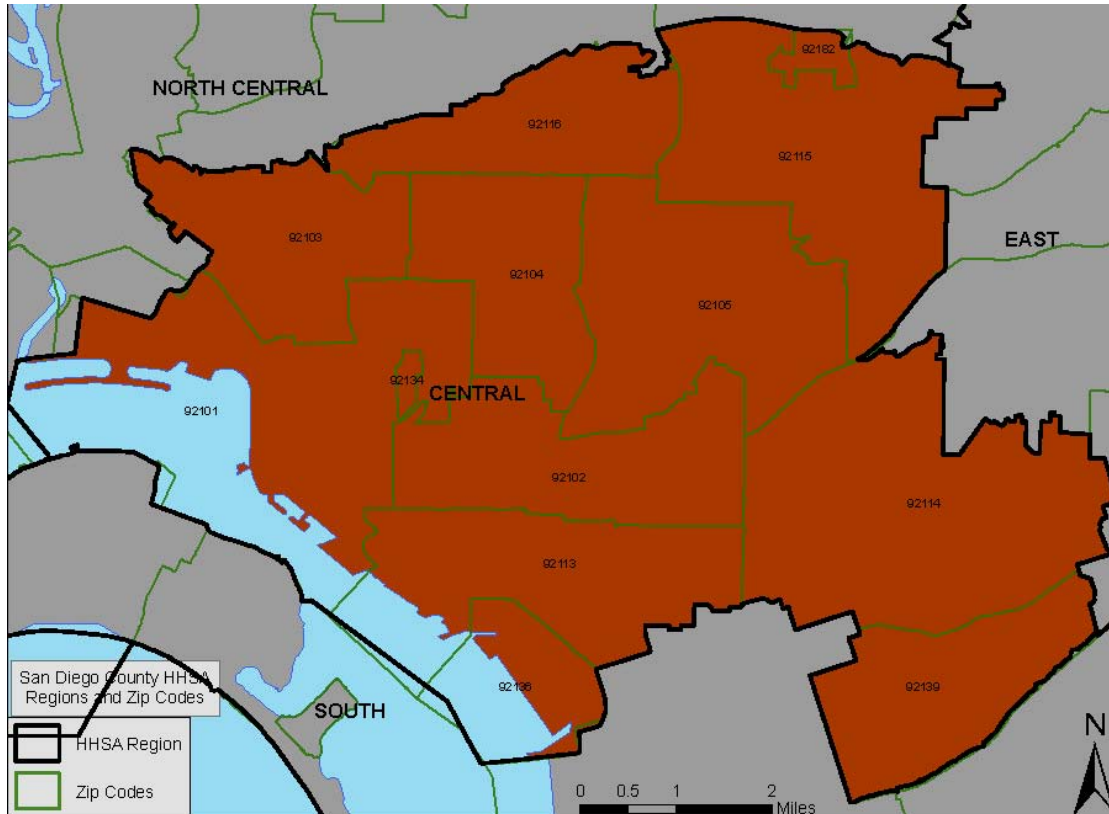 92182
NORTH CENTRAL
92116
92115
92103
EAST
92104
92105
92134
CENTRAL
92101
92102
92114
92113
San Diego County HHSA
Regions and Zip Codes
92136
92139
SOUTH
N
HHSA Region
Zip Codes
0 0.5 1 2
Miles